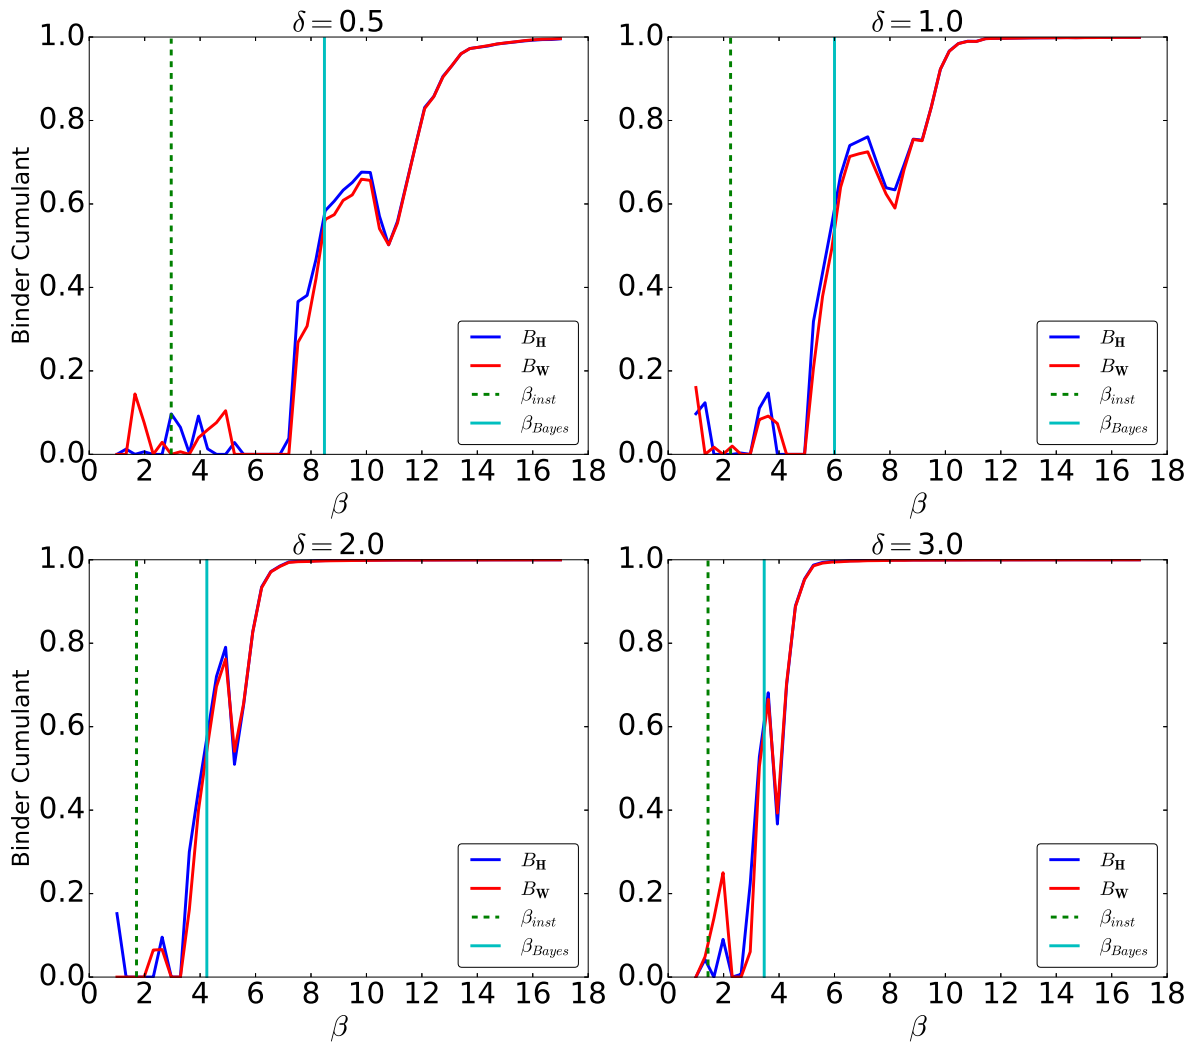 δ = 0.5
1.0
0.8
0.6
0.4
0.2
0.0
Binder Cumulant
0 2 4 6 8 10 12 14 16 18
β
B_H
B_W
β_inst
β_Bayes
δ = 1.0
1.0
0.8
0.6
0.4
0.2
0.0
0 2 4 6 8 10 12 14 16 18
β
B_H
B_W
β_inst
β_Bayes
δ = 2.0
1.0
0.8
0.6
0.4
0.2
0.0
Binder Cumulant
0 2 4 6 8 10 12 14 16 18
β
B_H
B_W
β_inst
β_Bayes
δ = 3.0
1.0
0.8
0.6
0.4
0.2
0.0
0 2 4 6 8 10 12 14 16 18
β
B_H
B_W
β_inst
β_Bayes